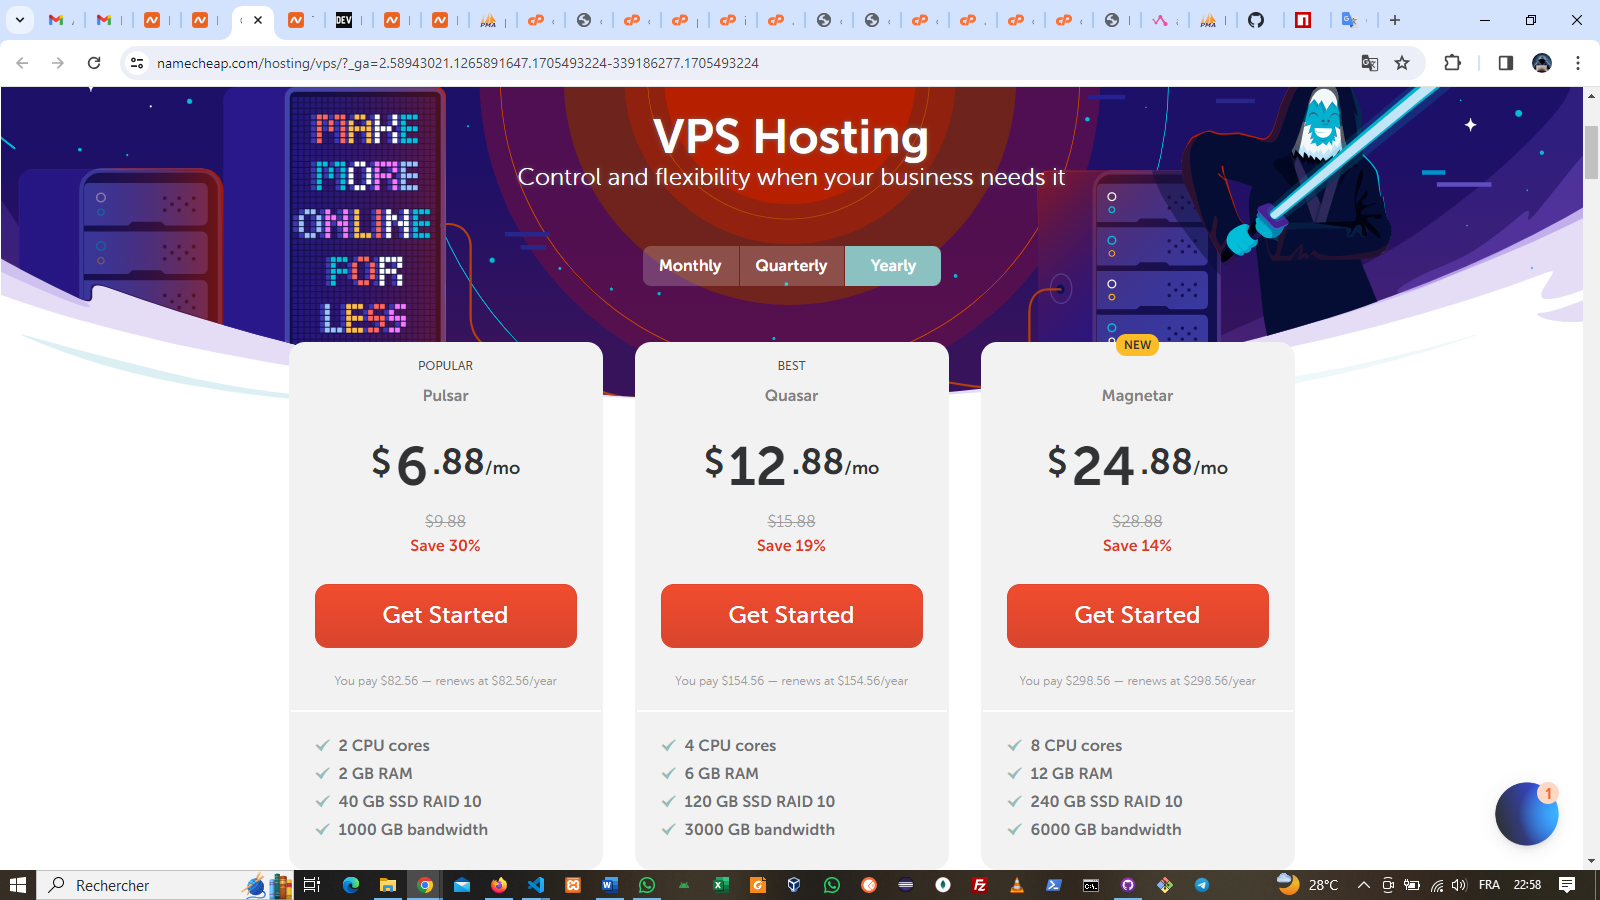 namecheap.com/hosting/vps/?_ga=2.58943021.1265891647.1705493224-339186277.1705493224
MAKE
MORE
ONLINE
FOR
LESS
VPS Hosting
Control and flexibility when your business needs it
Monthly
Quarterly
Yearly
POPULAR
Pulsar
$6.88/mo
$9.88
Save 30%
Get Started
You pay $82.56 — renews at $82.56/year
2 CPU cores
2 GB RAM
40 GB SSD RAID 10
1000 GB bandwidth
BEST
Quasar
$12.88/mo
$15.88
Save 19%
Get Started
You pay $154.56 — renews at $154.56/year
4 CPU cores
6 GB RAM
120 GB SSD RAID 10
3000 GB bandwidth
NEW
Magnetar
$24.88/mo
$28.88
Save 14%
Get Started
You pay $298.56 — renews at $298.56/year
8 CPU cores
12 GB RAM
240 GB SSD RAID 10
6000 GB bandwidth
1
Rechercher
28°C
FRA
22:58